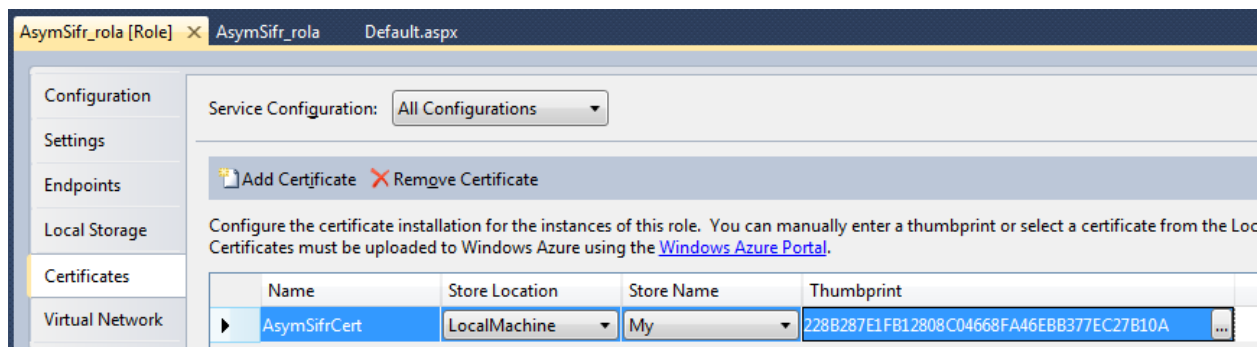 AsymSifr_rola [Role] AsymSifr_rola Default.aspx
Configuration
Service Configuration: All Configurations
Settings
Endpoints
Add Certificate Remove Certificate
Local Storage
Configure the certificate installation for the instances of this role. You can manually enter a thumbprint or select a certificate from the Loc
Certificates must be uploaded to Windows Azure using the Windows Azure Portal.
Certificates
Name Store Location Store Name Thumbprint
Virtual Network
AsymSifrCert LocalMachine My 228B287E1FB12808C04668FA46EBB377EC27B10A ...